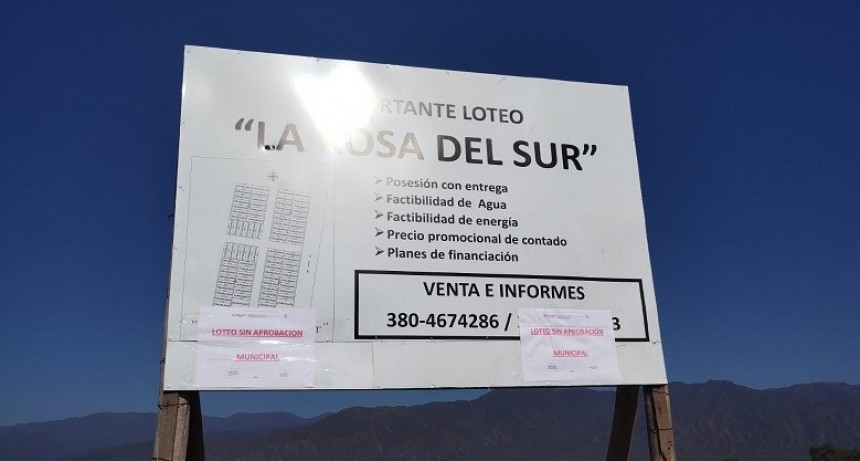 LOTEO
"LA ROSA DEL SUR"
➢ Posesión con entrega
➢ Factibilidad de Agua
➢ Factibilidad de energía
➢ Precio promocional de contado
➢ Planes de financiación
VENTA E INFORMES
380-4674286 /
LOTEO SIN APROBACION
MUNICIPAL
LOTEO SIN APROBACION
MUNICIPAL